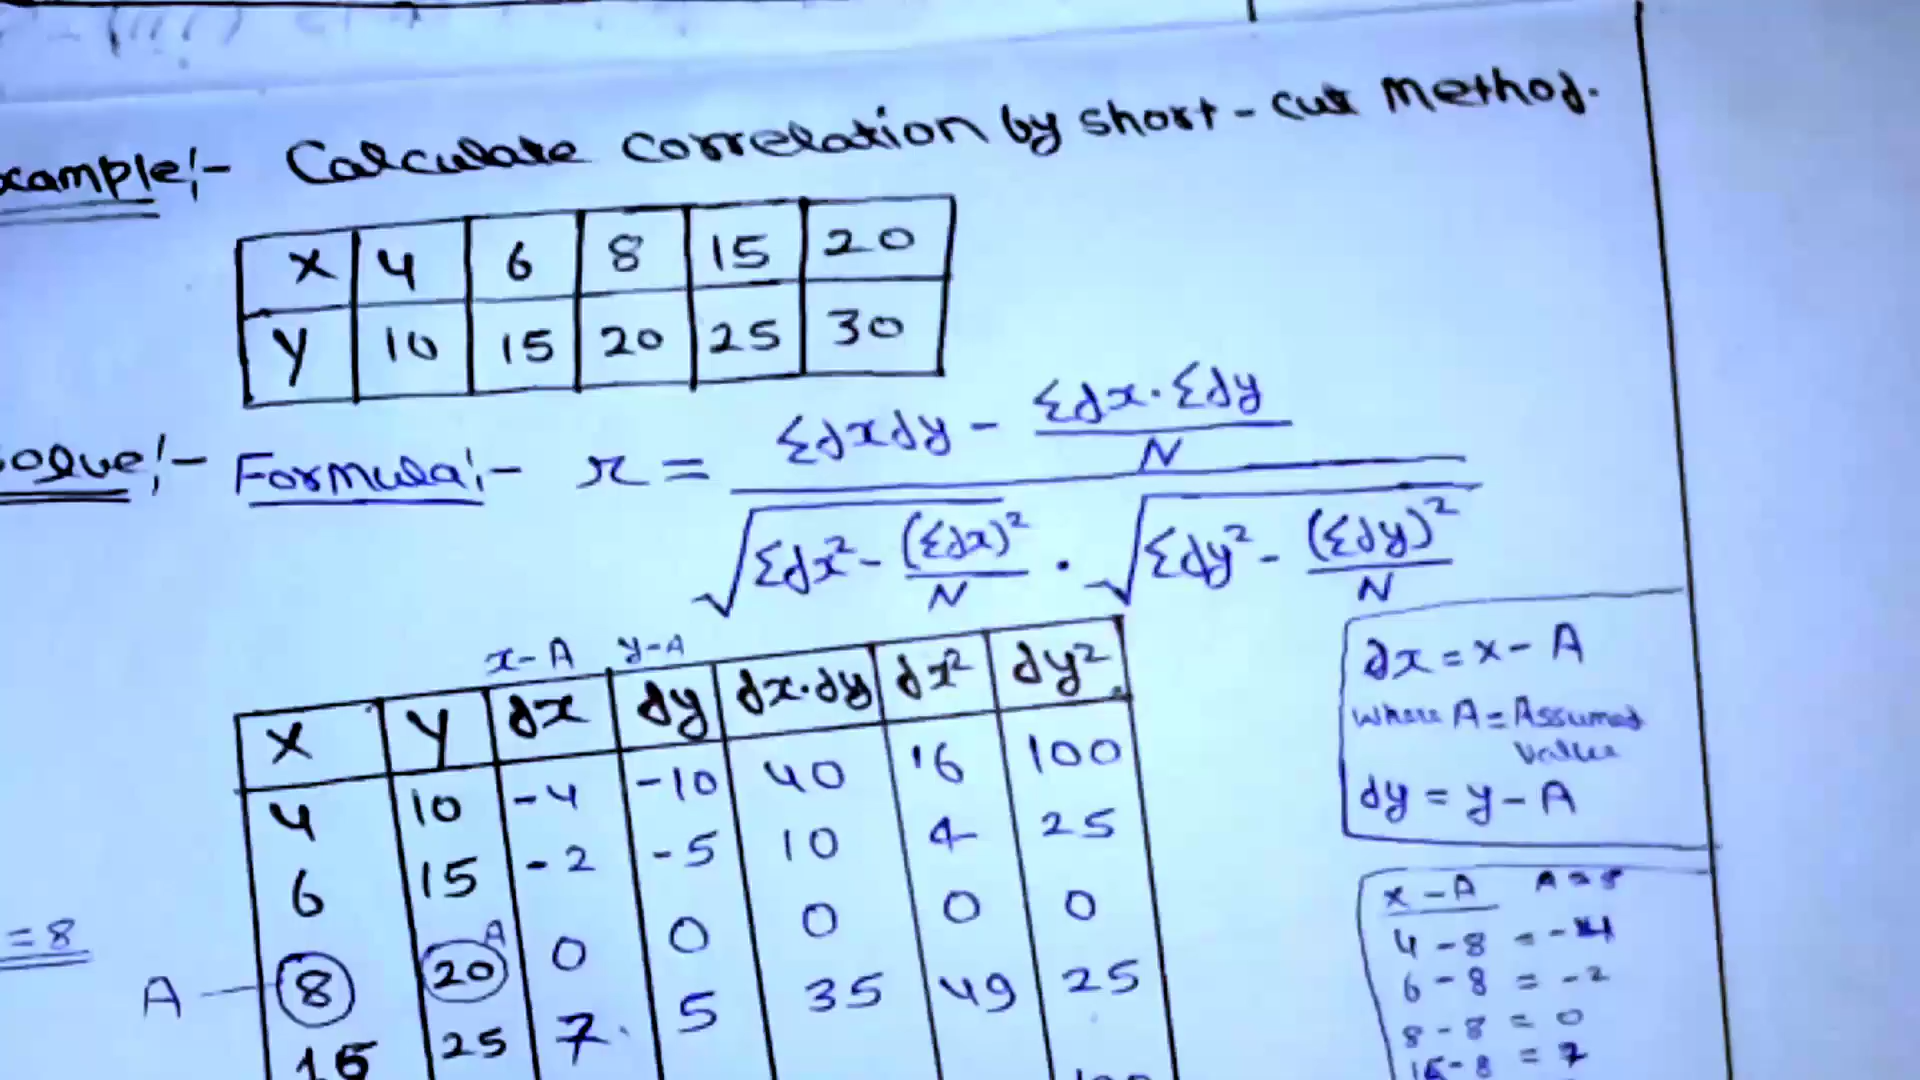 xample:- Calculate correlation by short-cut method.
X 4 6 8 15 20
Y 10 15 20 25 30
olve:- Formula:- r = Σdxdy - Σdx.Σdy / N
√Σdx² - (Σdx)² / N . √Σdy² - (Σdy)² / N
x-A y-A
X Y dx dy dx.dy dx² dy²
4 10 -4 -10 40 16 100
6 15 -2 -5 10 4 25
=8
A 8 20 A 0 0 0 0 0
15 25 7 5 35 49 25
dx = x - A
where A = Assumed
value
dy = y - A
x - A
4 - 8 = -4
6 - 8 = -2
8 - 8 = 0
15 - 8 = 7